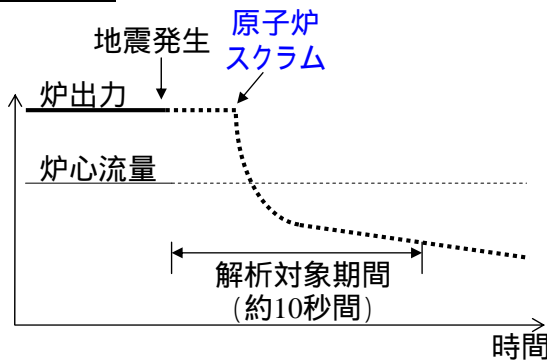 地震発生
原子炉
スクラム
炉出力
炉心流量
解析対象期間
(約10秒間)
時間